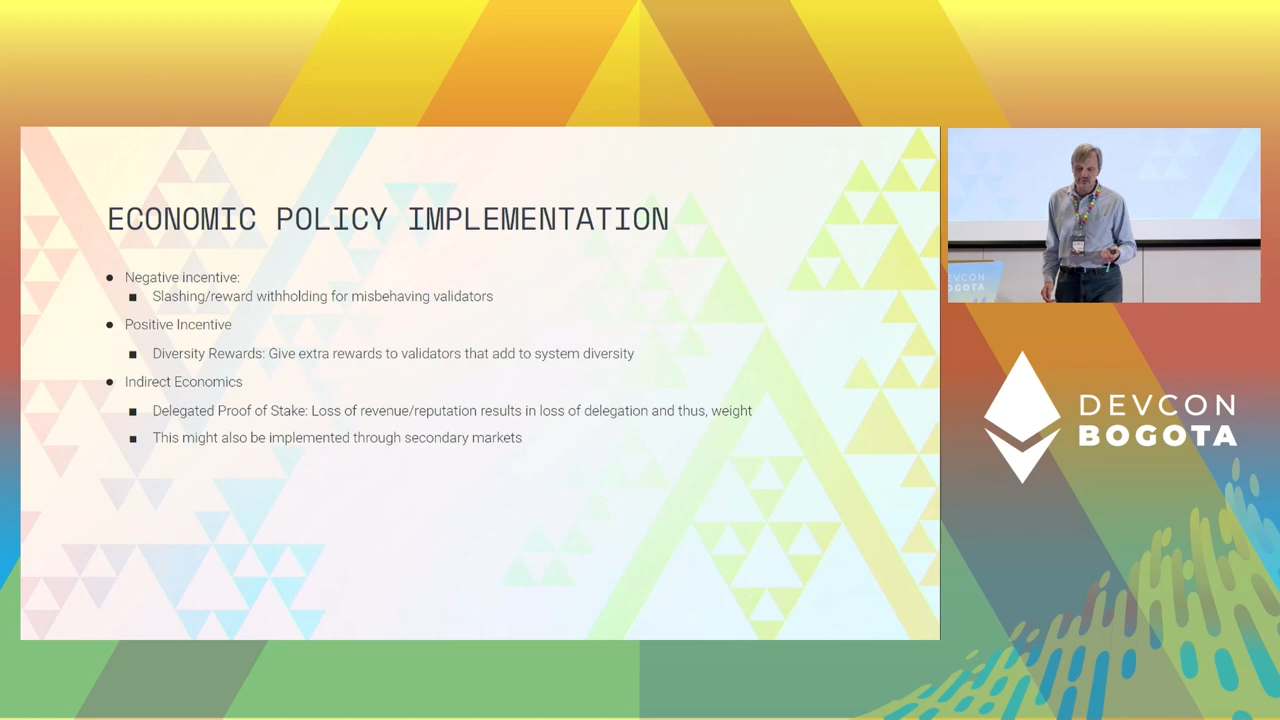 ECONOMIC POLICY IMPLEMENTATION
● Negative incentive:
■ Slashing/reward withholding for misbehaving validators
● Positive Incentive
■ Diversity Rewards: Give extra rewards to validators that add to system diversity
● Indirect Economics
■ Delegated Proof of Stake: Loss of revenue/reputation results in loss of delegation and thus, weight
■ This might also be implemented through secondary markets
DEVCON
BOGOTA
DEVCON
BOGOTA